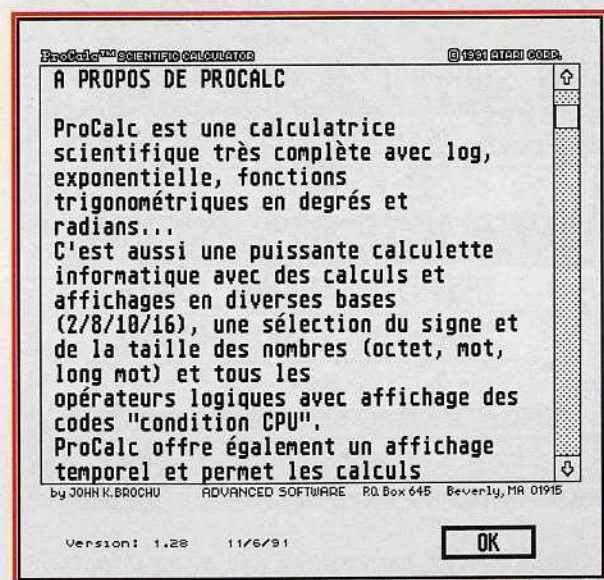 ProCalc™ SCIENTIFIC CALCULATOR © 1991 ATARI CORP.
A PROPOS DE PROCALC
ProCalc est une calculatrice
scientifique très complète avec log,
exponentielle, fonctions
trigonométriques en degrés et
radians...
C'est aussi une puissante calculette
informatique avec des calculs et
affichages en diverses bases
(2/8/10/16), une sélection du signe et
de la taille des nombres (octet, mot,
long mot) et tous les
opérateurs logiques avec affichage des
codes "condition CPU".
ProCalc offre également un affichage
temporel et permet les calculs
by JOHN K. BROCHU ADVANCED SOFTWARE P.O. Box 645 Beverly, MA 01915
Version: 1.28 11/6/91
OK